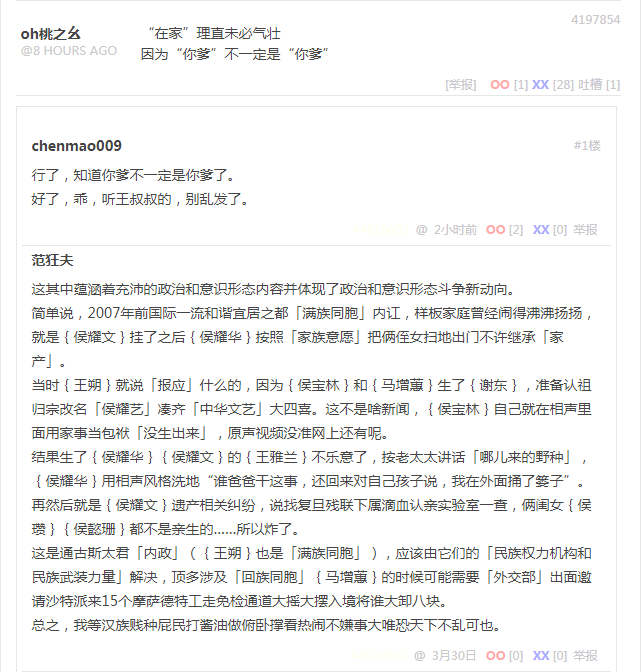 4197854
oh桃之幺
@8 HOURS AGO
“在家”理直未必气壮
因为“你爹”不一定是“你爹”
[举报] OO [1] XX [28] 吐槽 [1]
chenmao009
#1楼
行了，知道你爹不一定是你爹了。
好了，乖，听王叔叔的，别乱发了。
@ 2小时前 OO [2] XX [0] 举报
范狂夫
这其中蕴涵着充沛的政治和意识形态内容并体现了政治和意识形态斗争新动向。
简单说，2007年前国际一流和谐宜居之都「满族同胞」内讧，样板家庭曾经闹得沸沸扬扬，
就是｛侯耀文｝挂了之后｛侯耀华｝按照「家族意愿」把俩侄女扫地出门不许继承「家
产」。
当时｛王朔｝就说「报应」什么的，因为｛侯宝林｝和｛马增蕙｝生了｛谢东｝，准备认祖
归宗改名「侯耀艺」凑齐「中华文艺」大四喜。这不是啥新闻，｛侯宝林｝自己就在相声里
面用家事当包袱「没生出来」，原声视频没准网上还有呢。
结果生了｛侯耀华｝｛侯耀文｝的｛王雅兰｝不乐意了，按老太太讲话「哪儿来的野种」，
｛侯耀华｝用相声风格洗地“谁爸爸干这事，还回来对自己孩子说，我在外面捅了篓子”。
再然后就是｛侯耀文｝遗产相关纠纷，说找复旦残联下属滴血认亲实验室一查，俩闺女｛侯
瓒｝｛侯懿珊｝都不是亲生的……所以炸了。
这是通古斯太君「内政」（｛王朔｝也是「满族同胞」），应该由它们的「民族权力机构和
民族武装力量」解决，顶多涉及「回族同胞」｛马增蕙｝的时候可能需要「外交部」出面邀
请沙特派来15个摩萨德特工走免检通道大摇大摆入境将谁大卸八块。
总之，我等汉族贱种屁民打酱油做俯卧撑看热闹不嫌事大唯恐天下不乱可也。
@ 3月30日 OO [0] XX [0] 举报